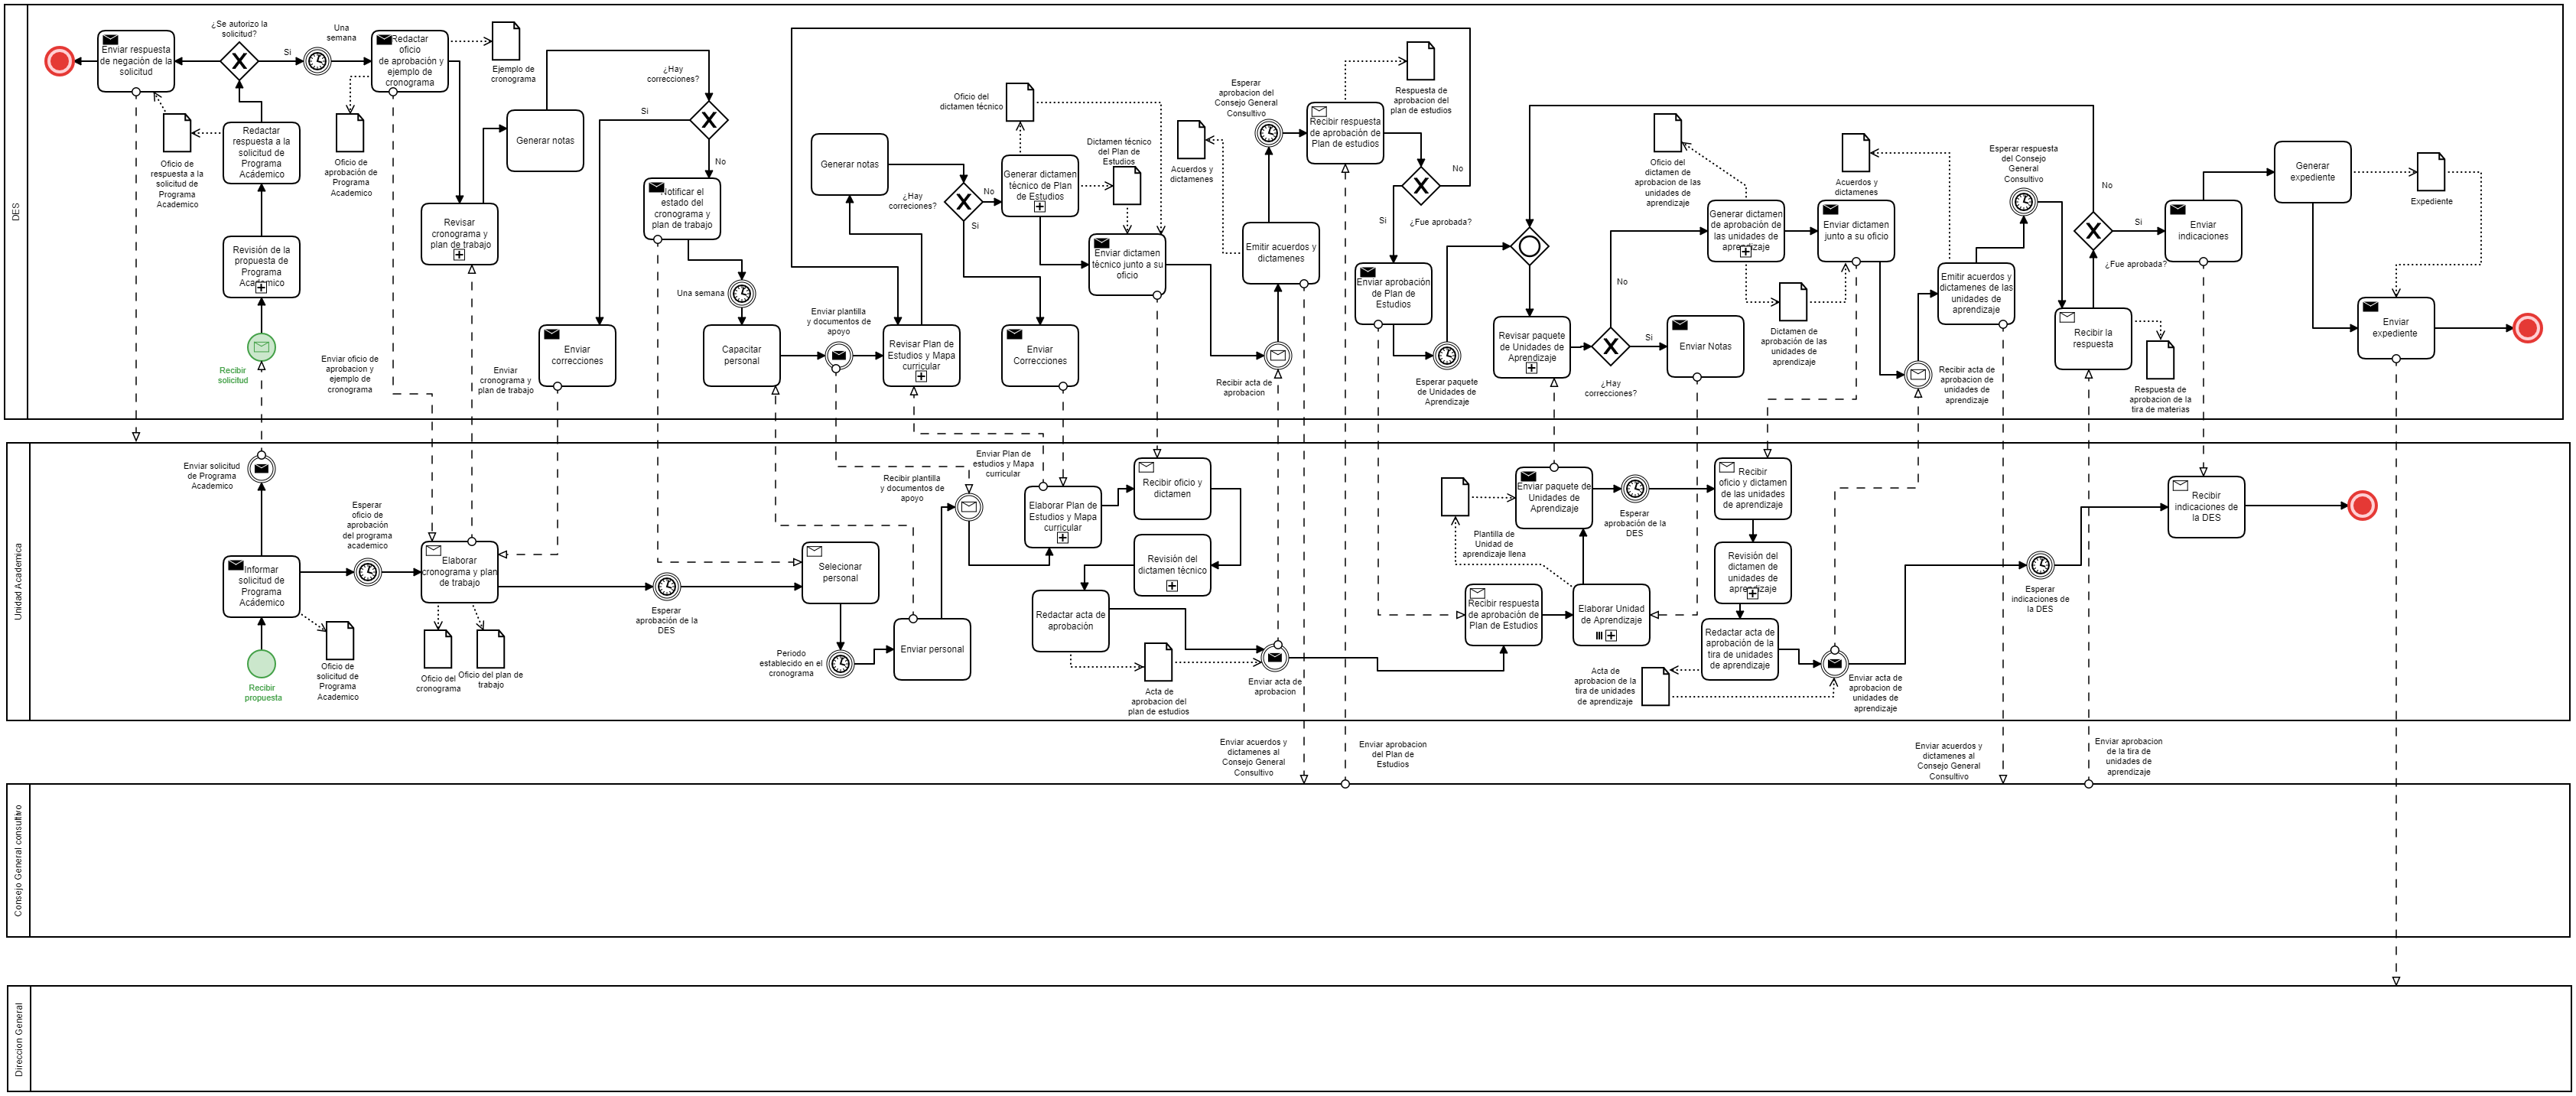 DES
Enviar respuesta
de negación de la
solicitud
¿Se autorizo la
solicitud?
Si
Una
semana
Redactar
oficio
de aprobación y
ejemplo de
cronograma
Ejemplo de
cronograma
Oficio de
respuesta a la
solicitud de
Programa
Academico
Redactar
respuesta a la
solicitud de
Programa
Académico
Oficio de
aprobación de
Programa
Academico
Revisión de la
propuesta de
Programa
Académico
Recibir
solicitud
Enviar oficio de
aprobacion y
ejemplo de
cronograma
Revisar
cronograma y
plan de trabajo
Generar notas
Enviar
cronograma y
plan de trabajo
¿Hay
correcciones?
Si
No
Enviar
correcciones
Notificar el
estado del
cronograma y
plan de trabajo
Una semana
Capacitar
personal
Enviar plantilla
y documentos de
apoyo
Revisar Plan de
Estudios y Mapa
curricular
Generar notas
¿Hay
correciones?
No
Si
Oficio del
dictamen técnico
Generar dictamen
técnico de Plan
de Estudios
Dictamen técnico
del Plan de
Estudios
Enviar
Correcciones
Enviar dictamen
técnico junto a su
oficio
Acuerdos y
dictamenes
Esperar
aprobacion del
Consejo General
Consultivo
Emitir acuerdos y
dictamenes
Recibir acta de
aprobacion
Recibir respuesta
de aprobación de
Plan de estudios
Respuesta de
aprobacion del
plan de estudios
No
Si
¿Fue aprobada?
Enviar aprobación
de Plan de
Estudios
Esperar paquete
de Unidades de
Aprendizaje
Revisar paquete
de Unidades de
Aprendizaje
¿Hay
correcciones?
No
Si
Enviar Notas
Oficio del
dictamen de
aprobacion de las
unidades de
aprendizaje
Generar dictamen
de aprobación de
las unidades de
aprendizaje
Dictamen de
aprobación de las
unidades de
aprendizaje
Acuerdos y
dictamenes
Enviar dictamen
junto a su oficio
Recibir acta de
aprobacion de
unidades de
aprendizaje
Emitir acuerdos y
dictamenes de las
unidades de
aprendizaje
Esperar respuesta
del Consejo
General
Consultivo
Recibir la
respuesta
Respuesta de
aprobacion de la
tira de materias
No
Si
¿Fue aprobada?
Enviar
indicaciones
Generar
expediente
Expediente
Enviar
expediente
Unidad Academica
Enviar solicitud
de Programa
Academico
Informar
solicitud de
Programa
Académico
Recibir
propuesta
Oficio de
solicitud de
Programa
Academico
Esperar
oficio de
aprobación
del programa
academico
Elaborar
cronograma y plan
de trabajo
Oficio del
cronograma
Oficio del plan de
trabajo
Esperar
aprobación de la
DES
Selecionar
personal
Periodo
establecido en el
cronograma
Enviar personal
Recibir plantilla
y documentos de
apoyo
Enviar Plan de
estudios y Mapa
curricular
Elaborar Plan de
Estudios y Mapa
curricular
Recibir oficio y
dictamen
Revisión del
dictamen técnico
Redactar acta de
aprobación
Acta de
aprobacion del
plan de estudios
Enviar acta de
aprobacion
Plantilla de
Unidad de
aprendizaje llena
Enviar paquete de
Unidades de
Aprendizaje
Esperar
aprobación de la
DES
Recibir respuesta
de aprobación de
Plan de Estudios
Elaborar Unidad
de Aprendizaje
Recibir
oficio y dictamen
de las unidades
de aprendizaje
Revisión del
dictamen de
unidades de
aprendizaje
Redactar acta de
aprobación de la
tira de unidades
de aprendizaje
Acta de
aprobacion de la
tira de unidades
de aprendizaje
Enviar acta de
aprobacion de
unidades de
aprendizaje
Esperar
indicaciones de
la DES
Recibir
indicaciones de
la DES
Enviar acuerdos y
dictamenes al
Consejo General
Consultivo
Enviar aprobacion
del Plan de
Estudios
Enviar acuerdos y
dictamenes al
Consejo General
Consultivo
Enviar aprobacion
de la tira de
unidades de
aprendizaje
Consejo General consultivo
Direccion General